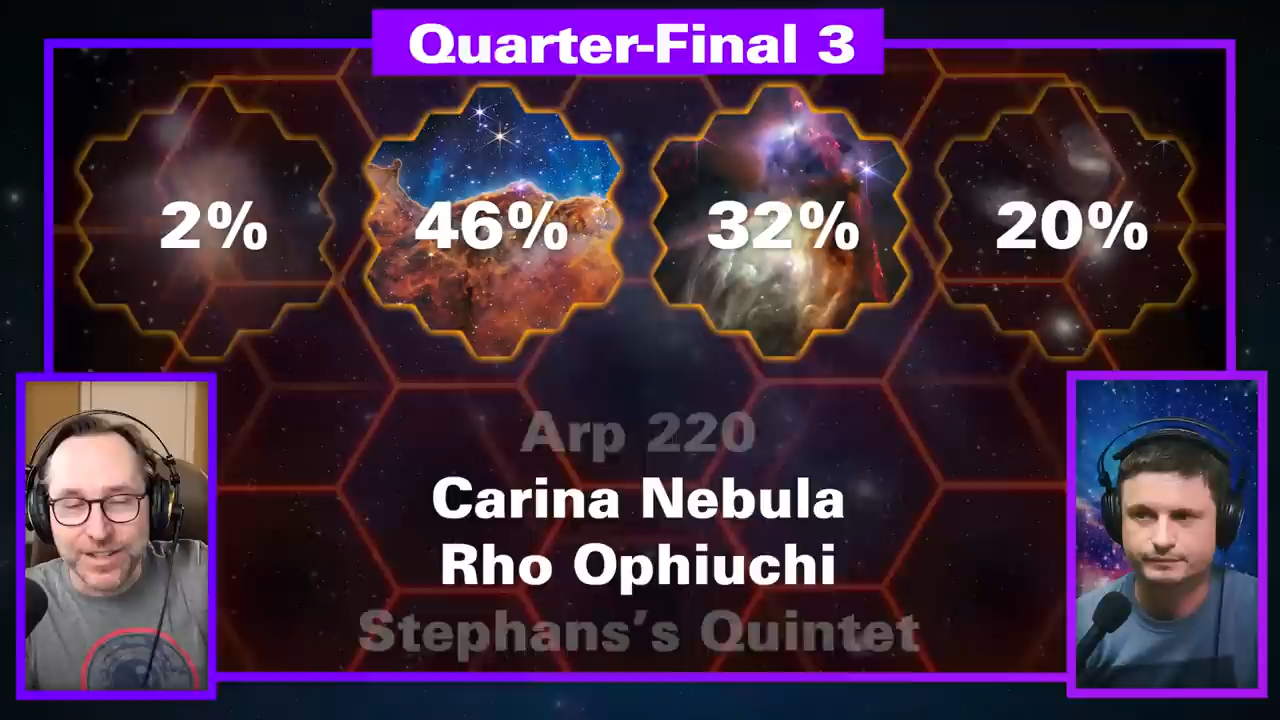 Quarter-Final 3
2% 46% 32% 20%
Arp 220
Carina Nebula
Rho Ophiuchi
Stephans's Quintet